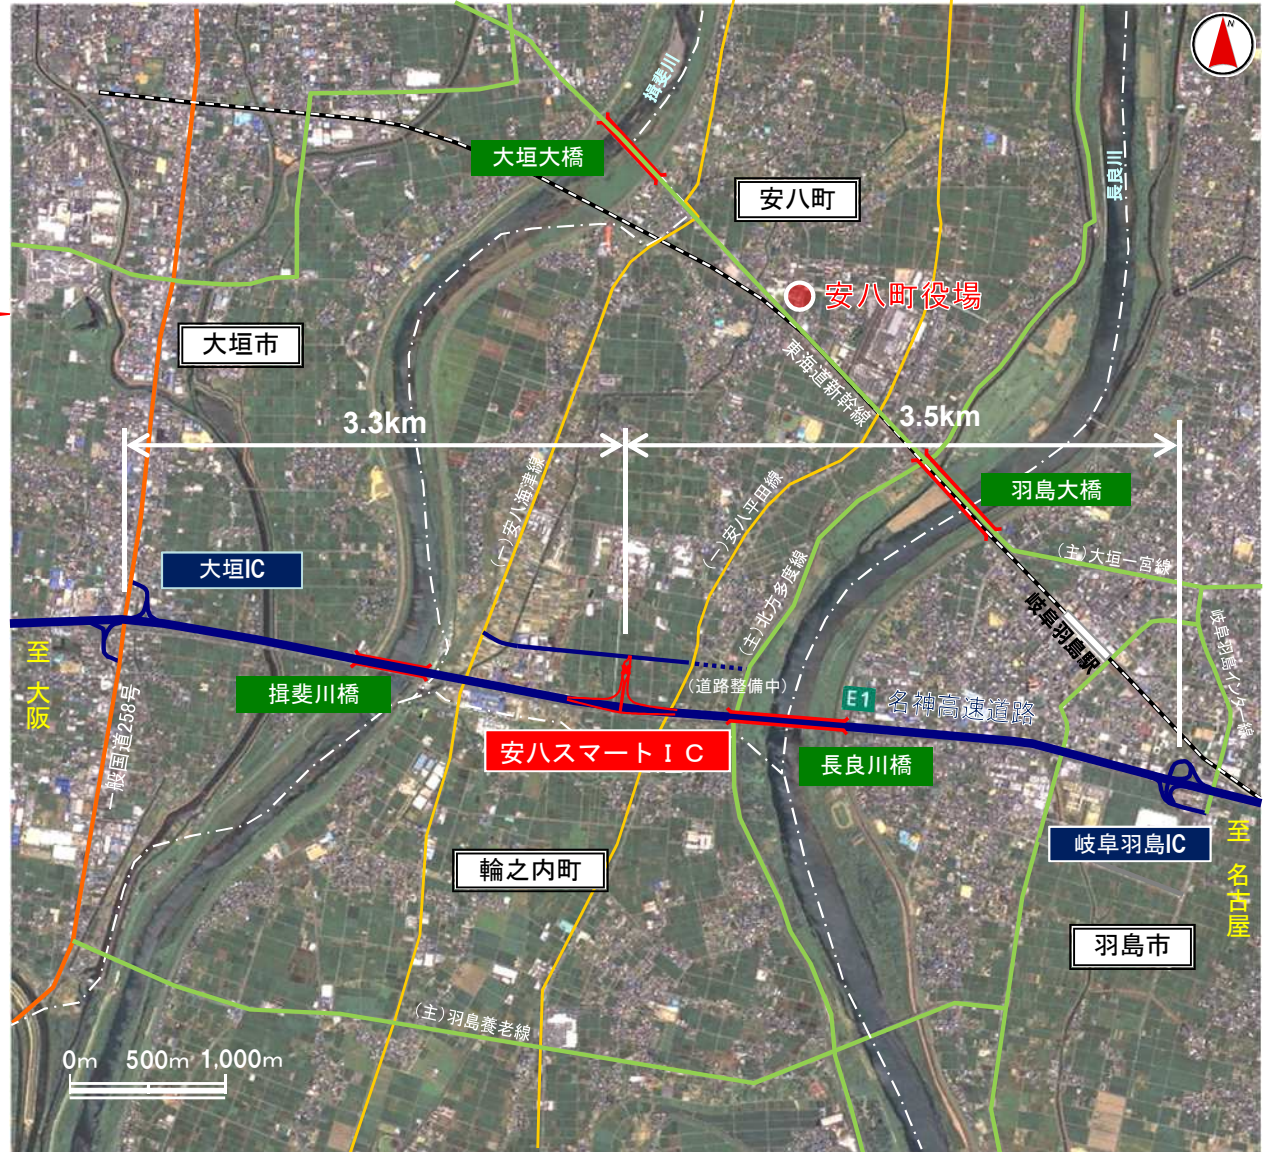 N
揖斐川
大垣大橋
長良川
安八町
安八町役場
大垣市
東海道新幹線
3.3km
3.5km
(一)安八海津線
(一)安八平田線
羽島大橋
(主)北方多度線
(主)大垣一宮線
大垣IC
岐阜羽島駅
岐阜羽島インター線
至 大阪
揖斐川橋
(道路整備中)
E1
名神高速道路
一般国道258号
安八スマートIC
長良川橋
岐阜羽島IC
至 名古屋
輪之内町
羽島市
(主)羽島養老線
0m 500m 1,000m